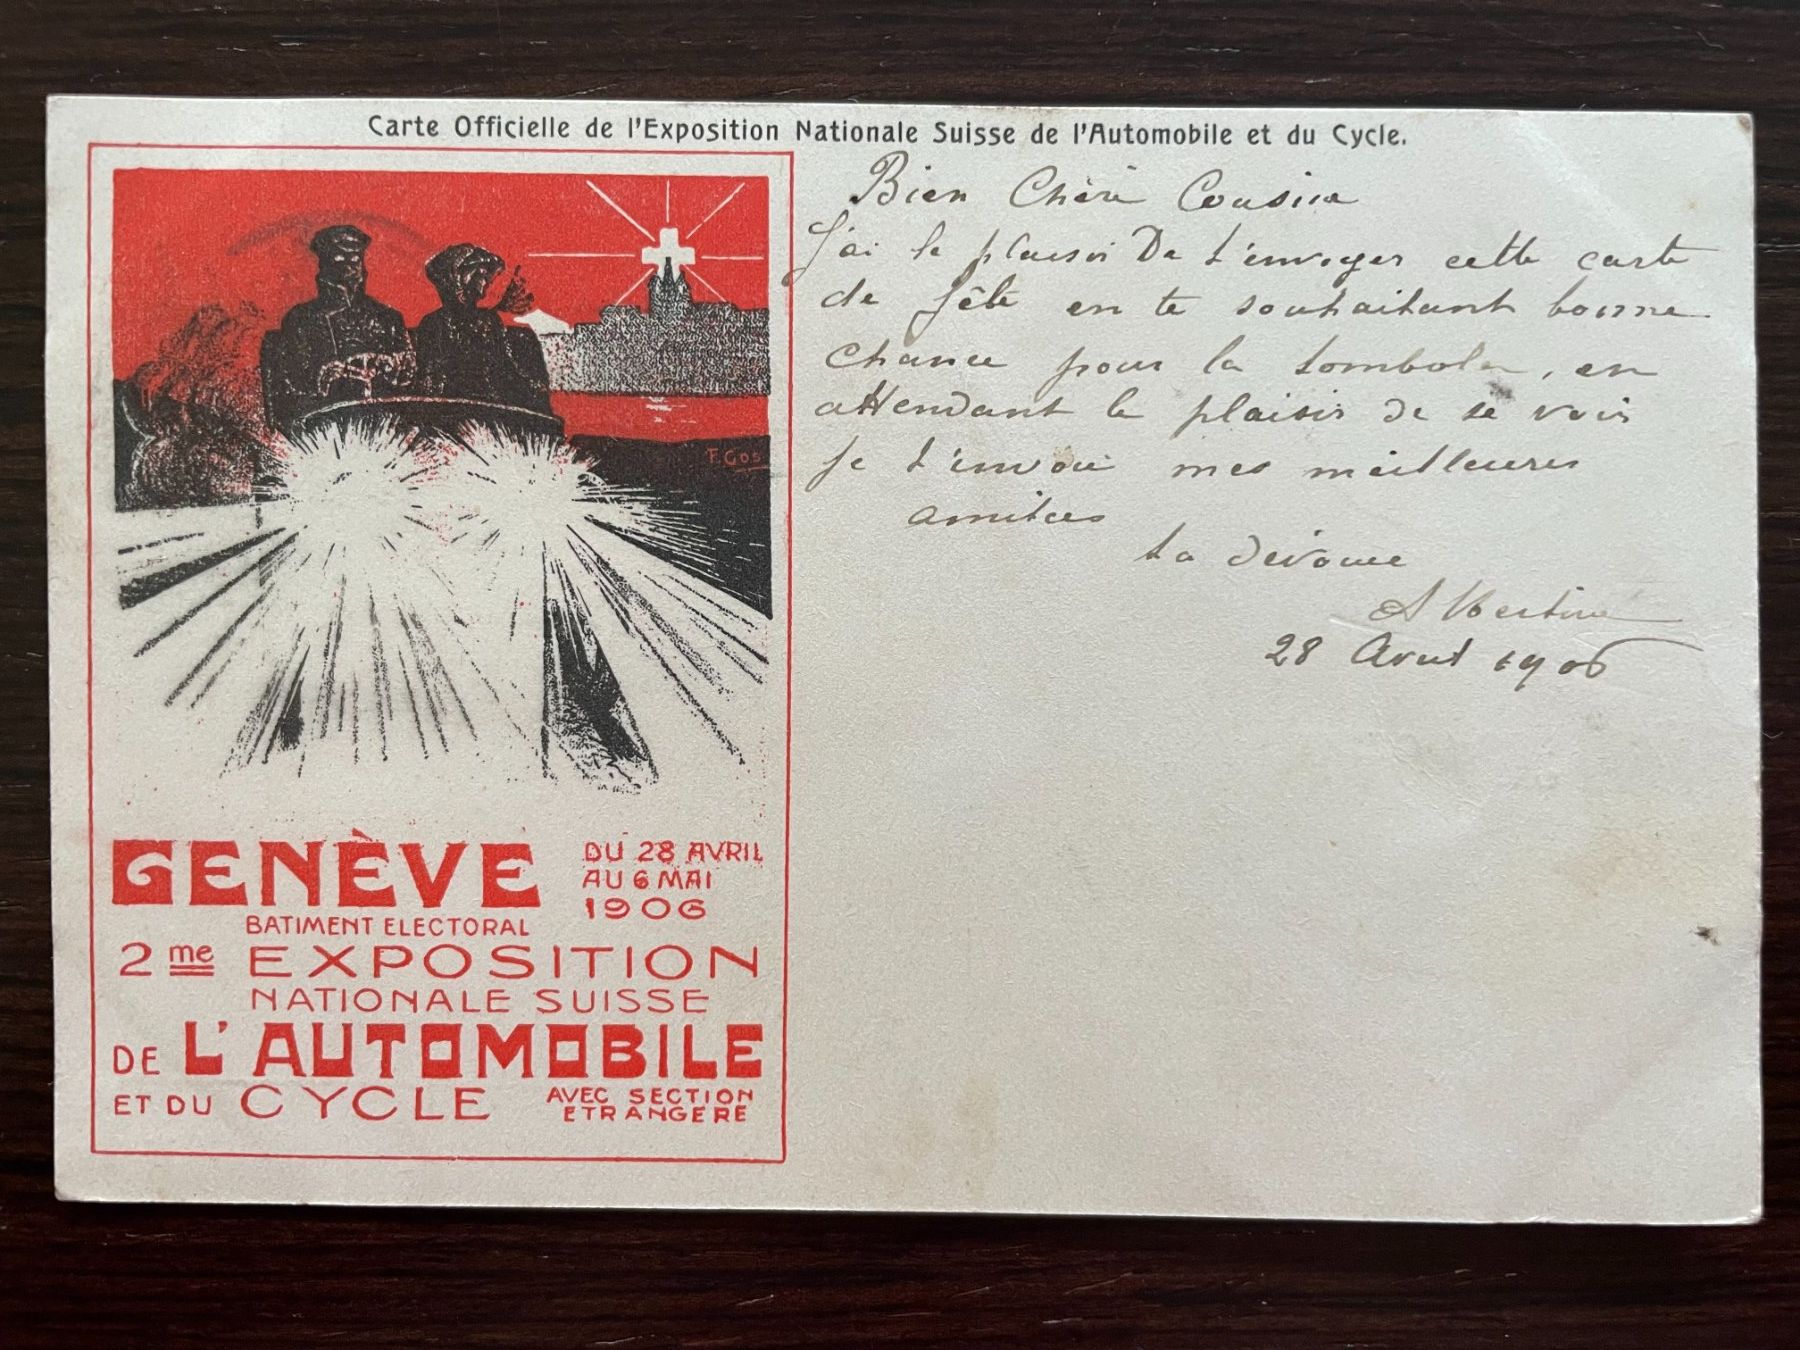 Carte Officielle de l'Exposition Nationale Suisse de l'Automobile et du Cycle.
F. GOS
GENÈVE
DU 28 AVRIL
AU 6 MAI
1906
BATIMENT ELECTORAL
2me EXPOSITION
NATIONALE SUISSE
DE L'AUTOMOBILE
ET DU CYCLE
AVEC SECTION
ETRANGERE
Bien Chère Cousine
J'ai le plaisir De t'envoyer cette carte
de fête en te souhaitant bonne
chance pour la tombola, en
attendant le plaisir de se voir
je t'envoie mes meilleures
amitiées
ta dévouée
Albertine
28 Avril 1906